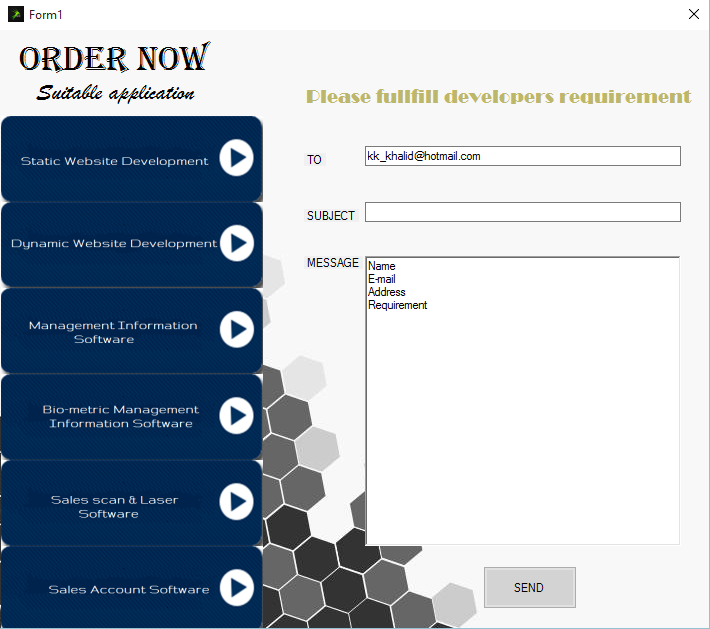 Form1
ORDER NOW
Suitable application
Static Website Development
Dynamic Website Development
Management Information
Software
Bio-metric Management
Information Software
Sales scan & Laser
Software
Sales Account Software
Please fullfill developers requirement
TO
kk_khalid@hotmail.com
SUBJECT
MESSAGE
Name
E-mail
Address
Requirement
SEND